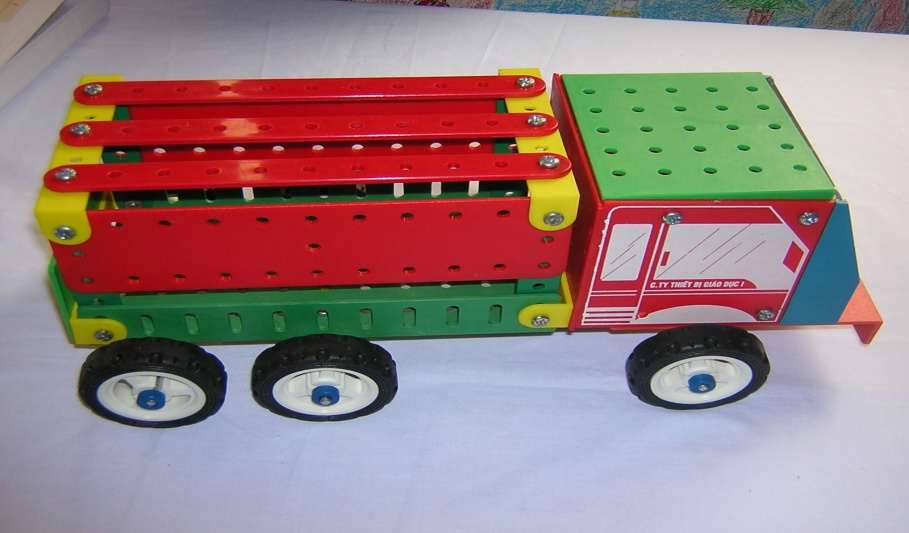 C.TY THIẾT BỊ GIÁO DỤC I